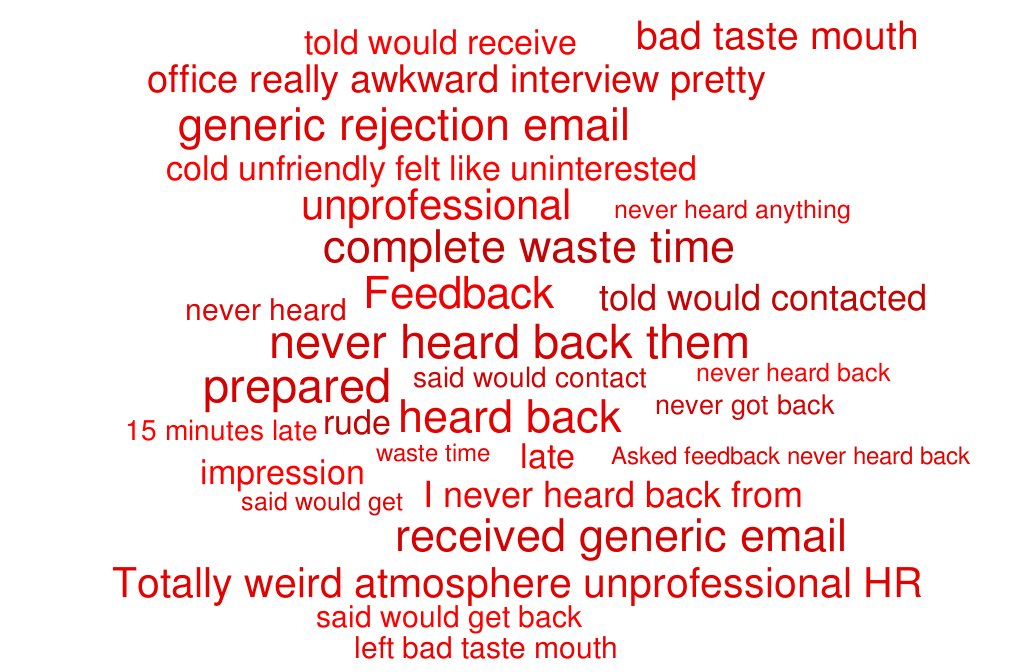 told would receive
bad taste mouth
office really awkward interview pretty
generic rejection email
cold unfriendly felt like uninterested
unprofessional
never heard anything
complete waste time
Feedback
told would contacted
never heard
never heard back them
prepared
said would contact
never heard back
never got back
15 minutes late
rude
heard back
waste time
late
Asked feedback never heard back
impression
said would get
I never heard back from
received generic email
Totally weird atmosphere unprofessional HR
said would get back
left bad taste mouth